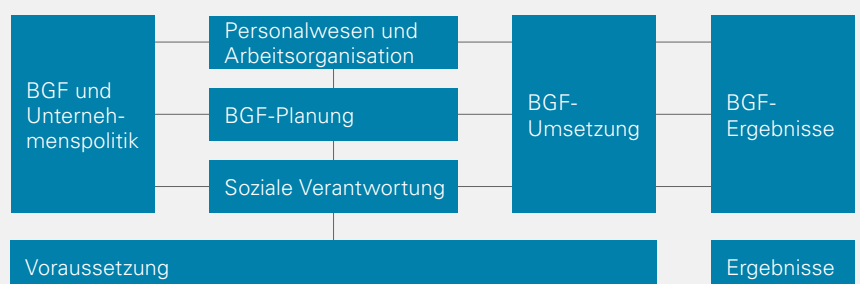 BGF und
Unterneh-
menspolitik
Personalwesen und
Arbeitsorganisation
BGF-Planung
Soziale Verantwortung
BGF-
Umsetzung
BGF-
Ergebnisse
Voraussetzung
Ergebnisse